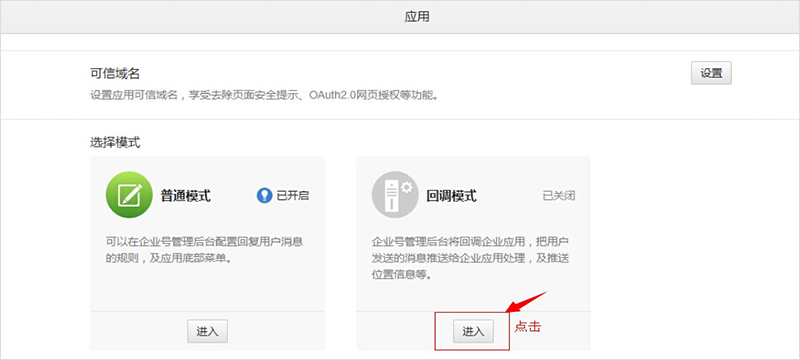 应用
可信域名
设置
设置应用可信域名，享受去除页面安全提示、OAuth2.0网页授权等功能。
选择模式
普通模式
已开启
可以在企业号管理后台配置回复用户消息
的规则，及应用底部菜单。
进入
回调模式
已关闭
企业号管理后台将回调企业应用，把用户
发送的消息推送给企业应用处理，及推送
位置信息等。
进入
点击